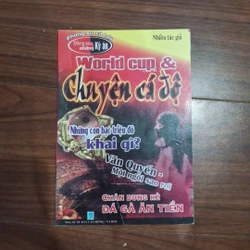 Nhiều tác giả
World cup &
Chuyện cá độ
Những con bạc triệu đô
khai gì?
Văn Quyến -
Một ngôi sao rơi
CHÂN DUNG KẺ
ĐÁ GÀ ĂN TIỀN